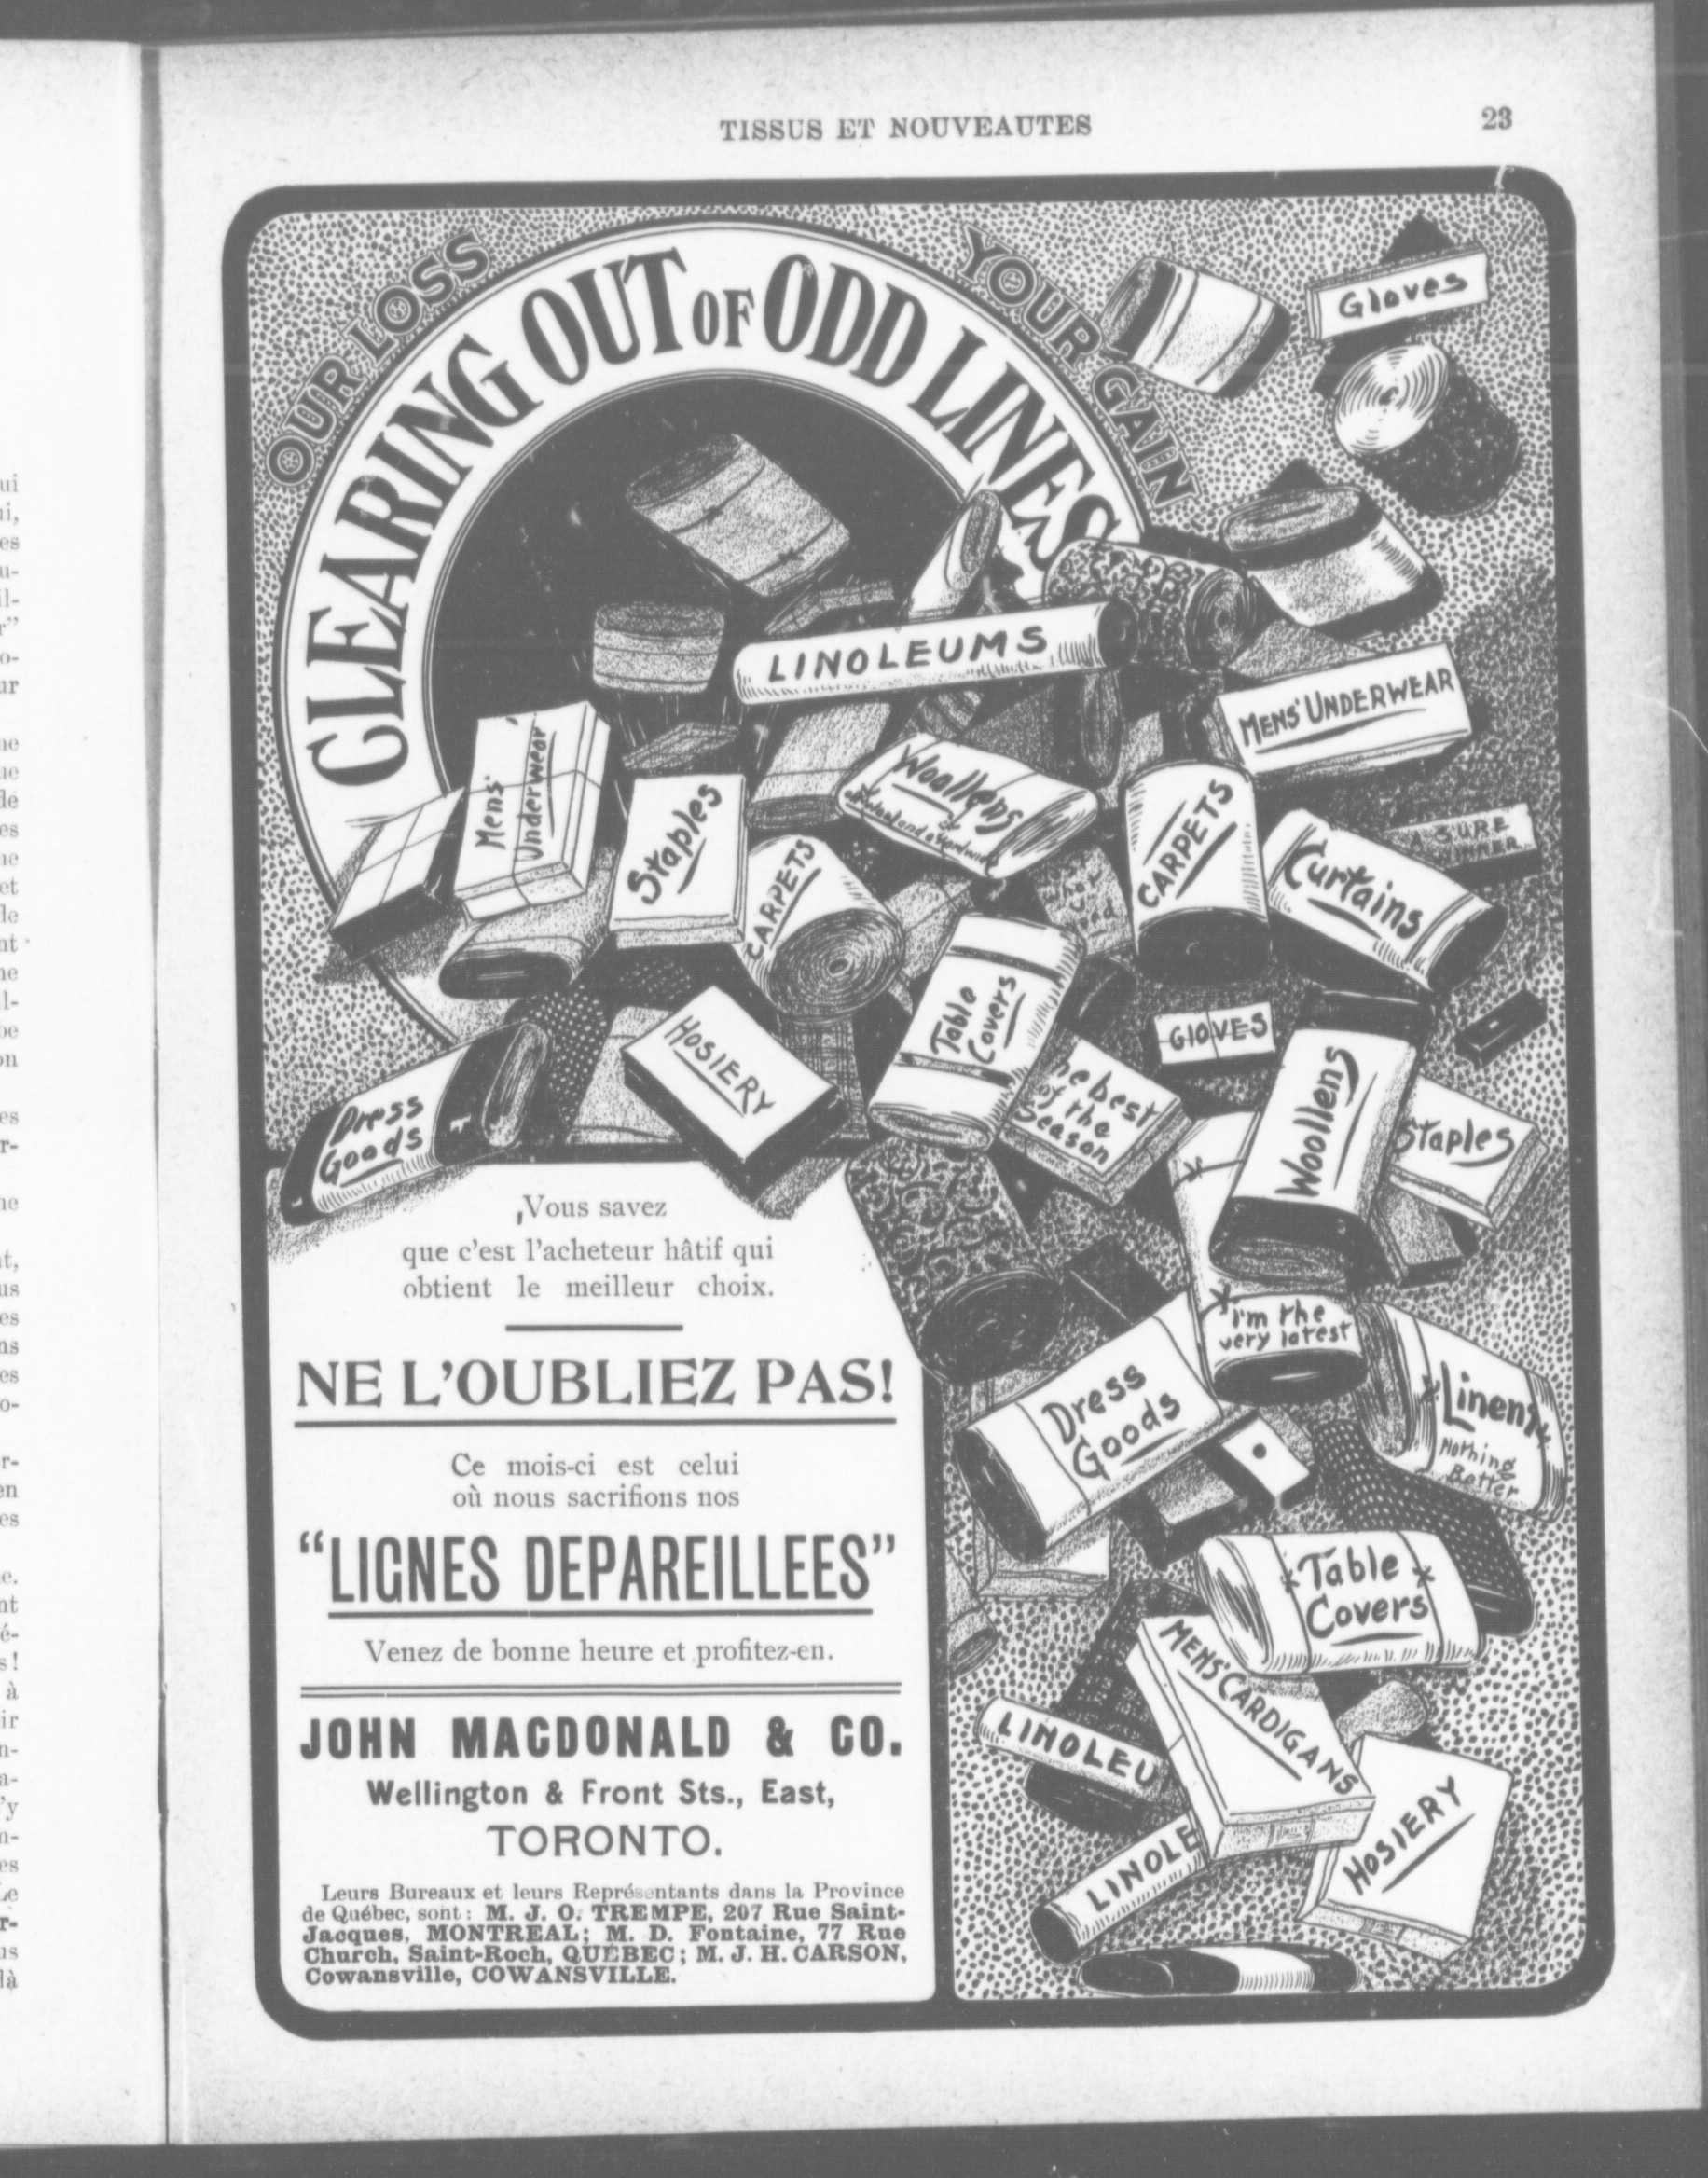 TISSUS ET NOUVEAUTES
23
OUR LOSS
YOUR GAIN
CLEARING OUT OF ODD LINES
Gloves
LINOLEUMS
MENS' UNDERWEAR
Mens' Underwear
Staples
Woollens
CARPETS
CARPETS
Curtains
A SURE
Table
Covers
HOSIERY
GLOVES
Dress
Goods
he best
of the
Season
Woollens
Staples
I'm the
very latest
Dress
Goods
Linens
Nothing
Better
Table
Covers
MENS' CARDIGANS
LINOLEU
LINOLE
HOSIERY
Vous savez
que c'est l'acheteur hâtif qui
obtient le meilleur choix.
NE L'OUBLIEZ PAS!
Ce mois-ci est celui
où nous sacrifions nos
"LIGNES DEPAREILLEES"
Venez de bonne heure et profitez-en.
JOHN MACDONALD & CO.
Wellington & Front Sts., East,
TORONTO.
Leurs Bureaux et leurs Représentants dans la Province
de Québec, sont: M. J. O. TREMPE, 207 Rue Saint-
Jacques, MONTREAL; M. D. Fontaine, 77 Rue
Church, Saint-Roch, QUEBEC; M. J. H. CARSON,
Cowansville, COWANSVILLE.